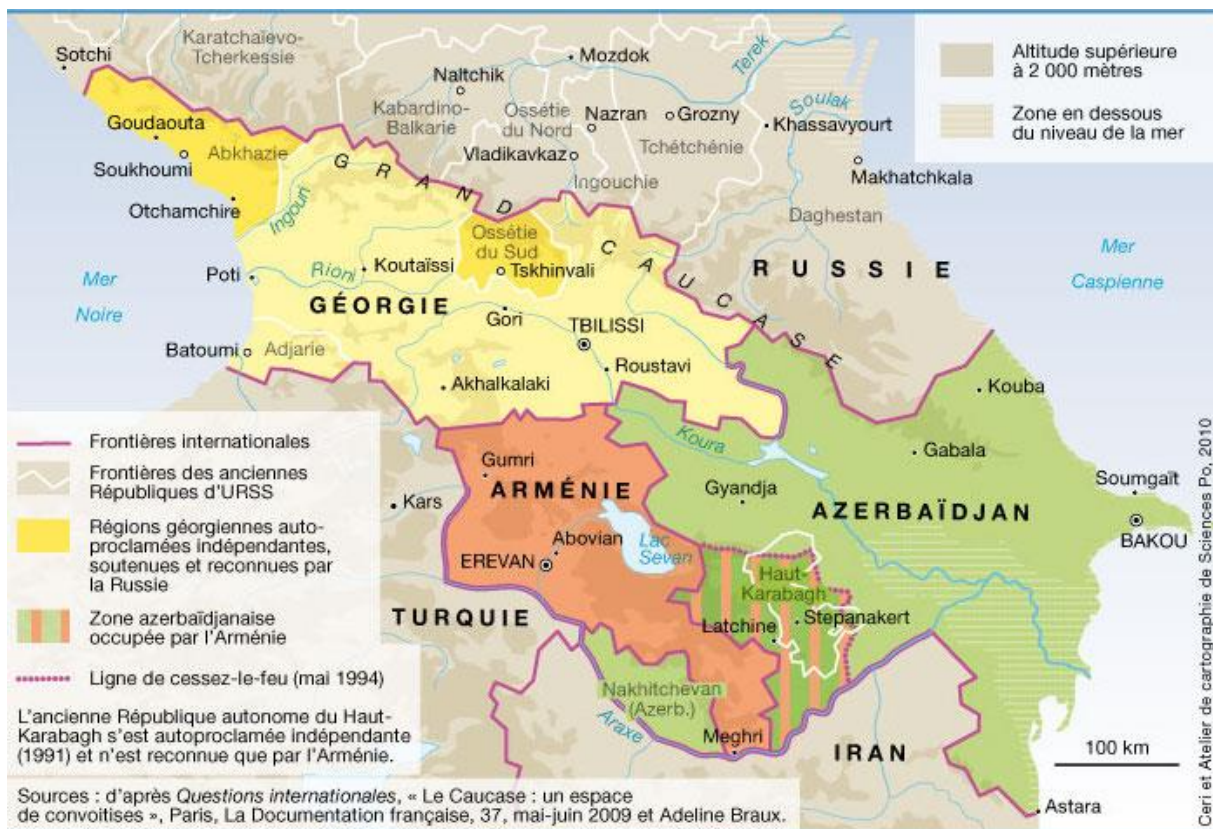 Sotchi
Karatchaïevo-
Tcherkessie
Mozdok
Terek
Naltchik
Kabardino-
Balkarie
Ossétie
du Nord
Nazran
Grozny
Soulak
Khassavyourt
Vladikavkaz
Tchétchénie
Ingouchie
Makhatchkala
Daghestan
Altitude supérieure
à 2 000 mètres
Zone en dessous
du niveau de la mer
Goudaouta
Abkhazie
Soukhoumi
Otchamchire
Ingouri
GRAND CAUCASE
Ossétie
du Sud
Tskhinvali
RUSSIE
Mer
Caspienne
Mer
Noire
Poti
Rioni
Koutaïssi
GÉORGIE
Gori
TBILISSI
Batoumi
Adjarie
Roustavi
Akhalkalaki
Kouba
Koura
Gabala
Gumri
ARMÉNIE
Gyandja
AZERBAÏDJAN
Soumgaït
BAKOU
Kars
Abovian
EREVAN
Lac
Sevan
Haut-
Karabagh
Stepanakert
Latchine
TURQUIE
Nakhitchevan
(Azerb.)
Araxe
Meghri
IRAN
100 km
Astara
Frontières internationales
Frontières des anciennes
Républiques d'URSS
Régions géorgiennes auto-
proclamées indépendantes,
soutenues et reconnues par
la Russie
Zone azerbaïdjanaise
occupée par l'Arménie
Ligne de cessez-le-feu (mai 1994)
L'ancienne République autonome du Haut-
Karabagh s'est autoproclamée indépendante
(1991) et n'est reconnue que par l'Arménie.
Sources : d'après Questions internationales, « Le Caucase : un espace
de convoitises », Paris, La Documentation française, 37, mai-juin 2009 et Adeline Braux.
Ceri et Atelier de cartographie de Sciences Po, 2010